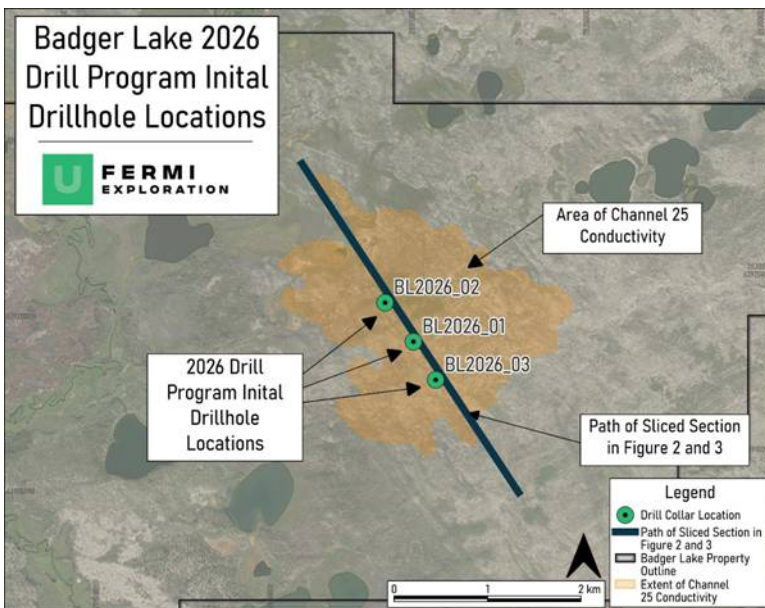 Badger Lake 2026
Drill Program Inital
Drillhole Locations
U FERMI
EXPLORATION
Area of Channel 25
Conductivity
BL2026_02
BL2026_01
BL2026_03
2026 Drill
Program Inital
Drillhole
Locations
Path of Sliced Section
in Figure 2 and 3
Legend
Drill Collar Location
Path of Sliced Section in
Figure 2 and 3
Badger Lake Property
Outline
Extent of Channel
25 Conductivity
0 1 2 km